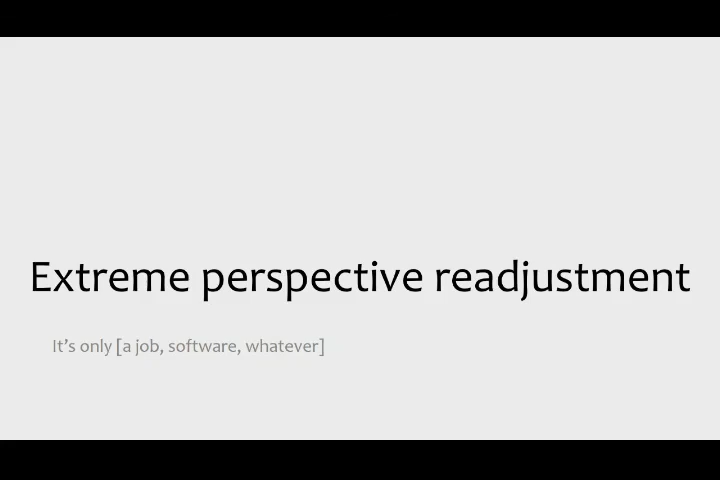 Extreme perspective readjustment
It’s only [a job, software, whatever]